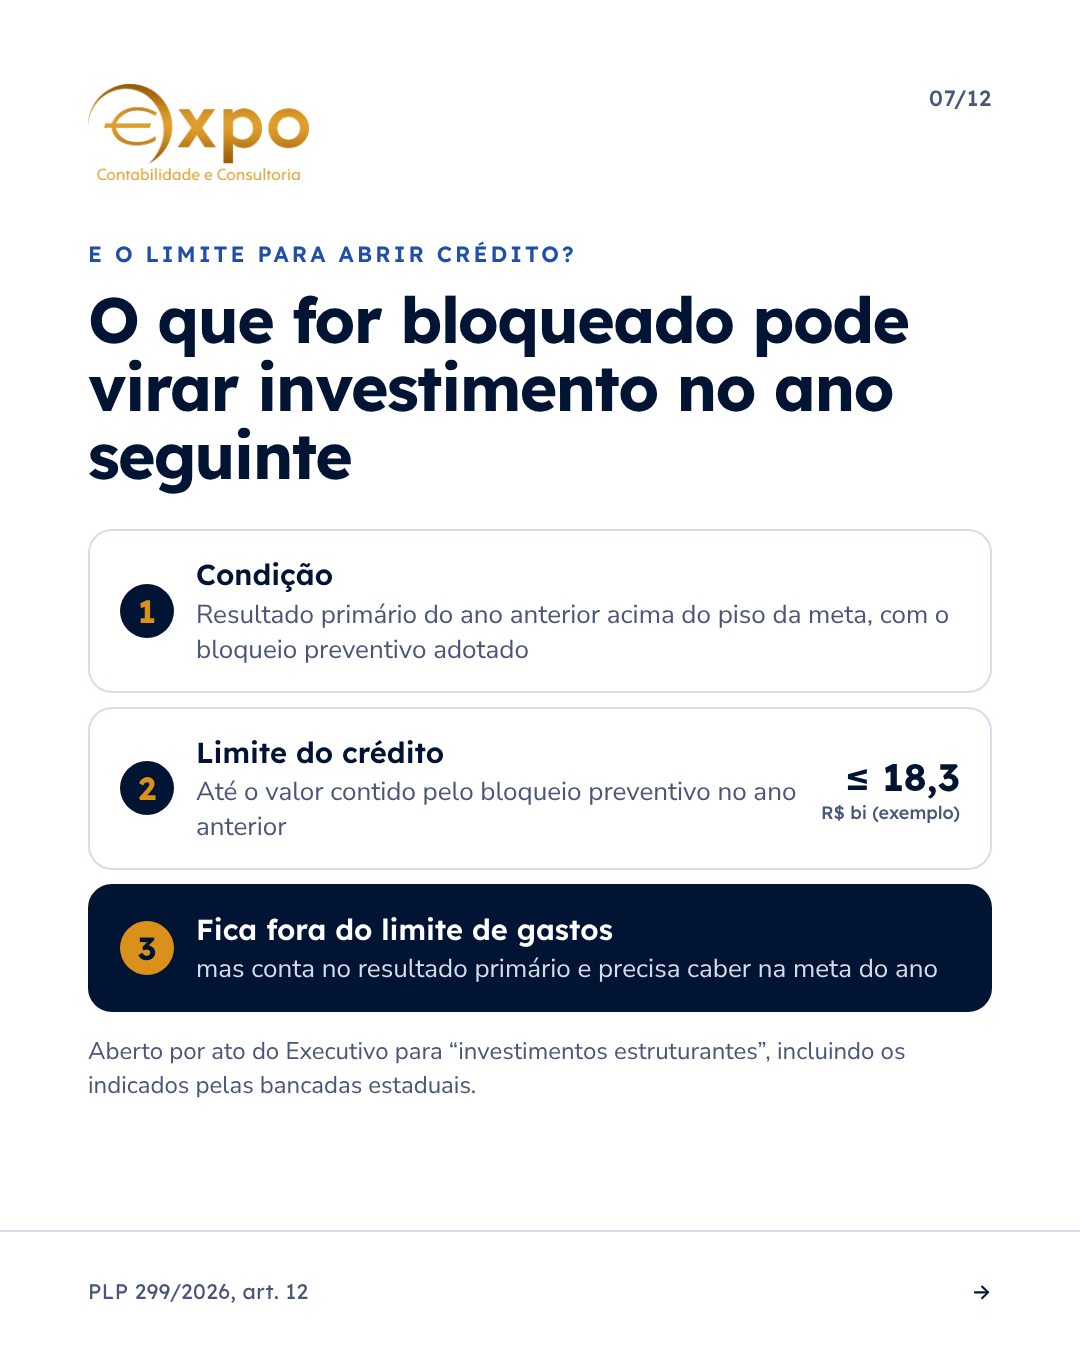 Expo
Contabilidade e Consultoria
07/12
E O LIMITE PARA ABRIR CRÉDITO?
O que for bloqueado pode
virar investimento no ano
seguinte
1
Condição
Resultado primário do ano anterior acima do piso da meta, com o
bloqueio preventivo adotado
2
Limite do crédito
Até o valor contido pelo bloqueio preventivo no ano
anterior
≤ 18,3
R$ bi (exemplo)
3
Fica fora do limite de gastos
mas conta no resultado primário e precisa caber na meta do ano
Aberto por ato do Executivo para “investimentos estruturantes”, incluindo os
indicados pelas bancadas estaduais.
PLP 299/2026, art. 12
→